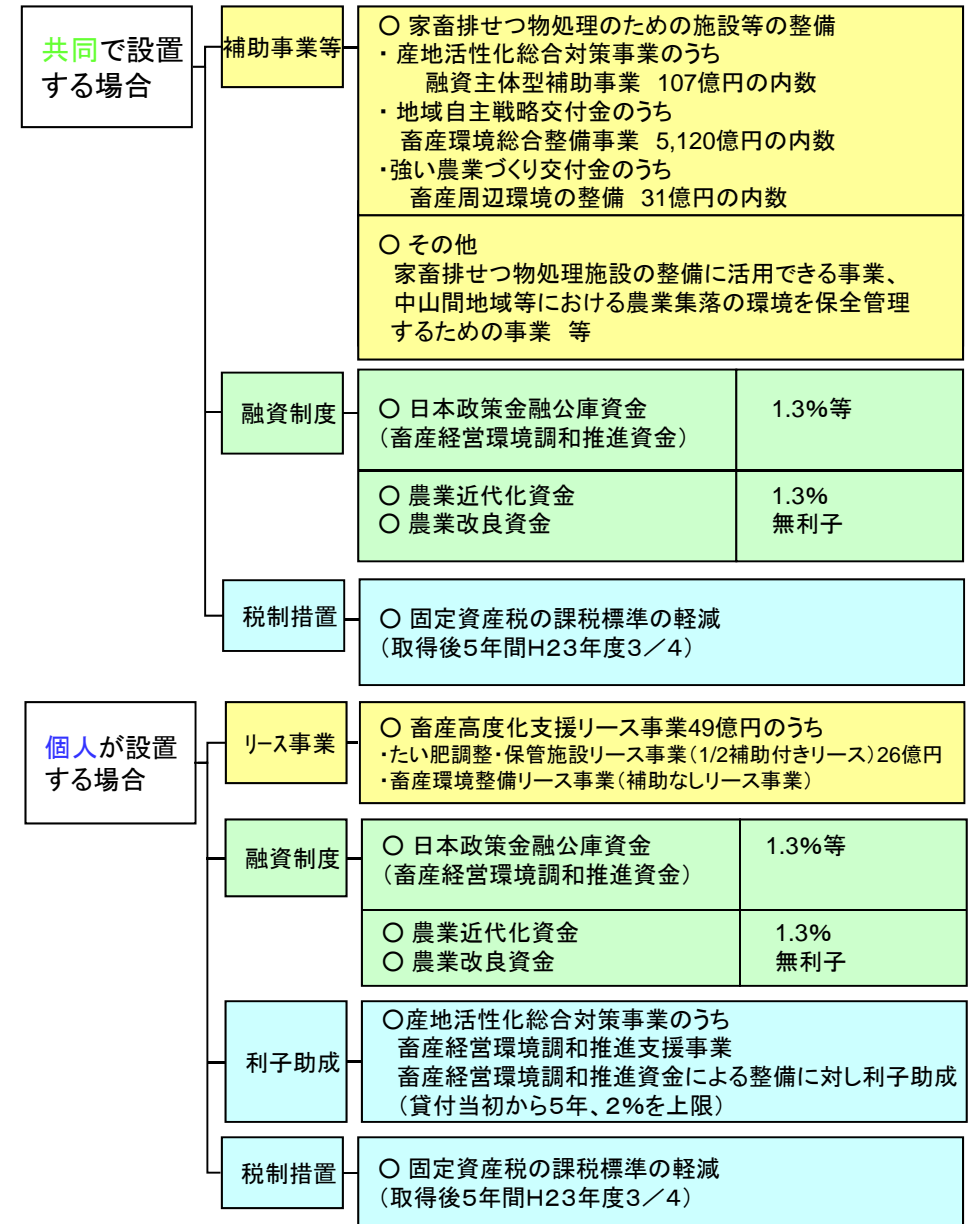 共同で設置
する場合
補助事業等
○ 家畜排せつ物処理のための施設等の整備
・ 産地活性化総合対策事業のうち
融資主体型補助事業 107億円の内数
・ 地域自主戦略交付金のうち
畜産環境総合整備事業 5,120億円の内数
・強い農業づくり交付金のうち
畜産周辺環境の整備 31億円の内数
○ その他
家畜排せつ物処理施設の整備に活用できる事業、
中山間地域等における農業集落の環境を保全管理
するための事業 等
融資制度
○ 日本政策金融公庫資金
（畜産経営環境調和推進資金）
1.3%等
○ 農業近代化資金
1.3%
○ 農業改良資金
無利子
税制措置
○ 固定資産税の課税標準の軽減
（取得後５年間H２３年度３／４）
個人が設置
する場合
リース事業
○ 畜産高度化支援リース事業49億円のうち
・たい肥調整・保管施設リース事業（1/2補助付きリース）26億円
・畜産環境整備リース事業（補助なしリース事業）
融資制度
○ 日本政策金融公庫資金
（畜産経営環境調和推進資金）
1.3%等
○ 農業近代化資金
1.3%
○ 農業改良資金
無利子
利子助成
○産地活性化総合対策事業のうち
畜産経営環境調和推進支援事業
畜産経営環境調和推進資金による整備に対し利子助成
（貸付当初から５年、２％を上限）
税制措置
○ 固定資産税の課税標準の軽減
（取得後５年間H２３年度３／４）